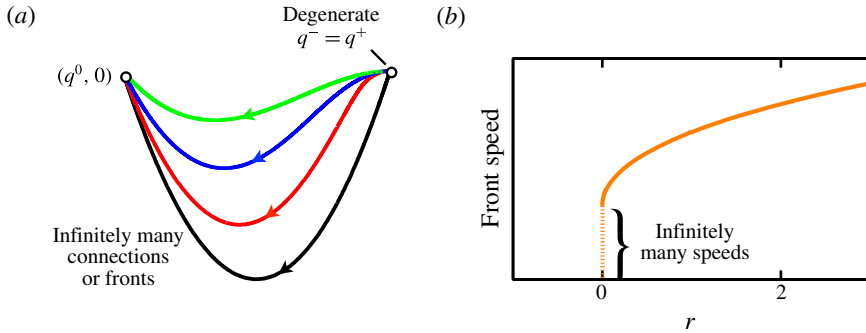 (a)
Degenerate
q⁻ = q⁺
(q⁰, 0)
Infinitely many
connections
or fronts
(b)
Front speed
Infinitely
many speeds
0
2
r